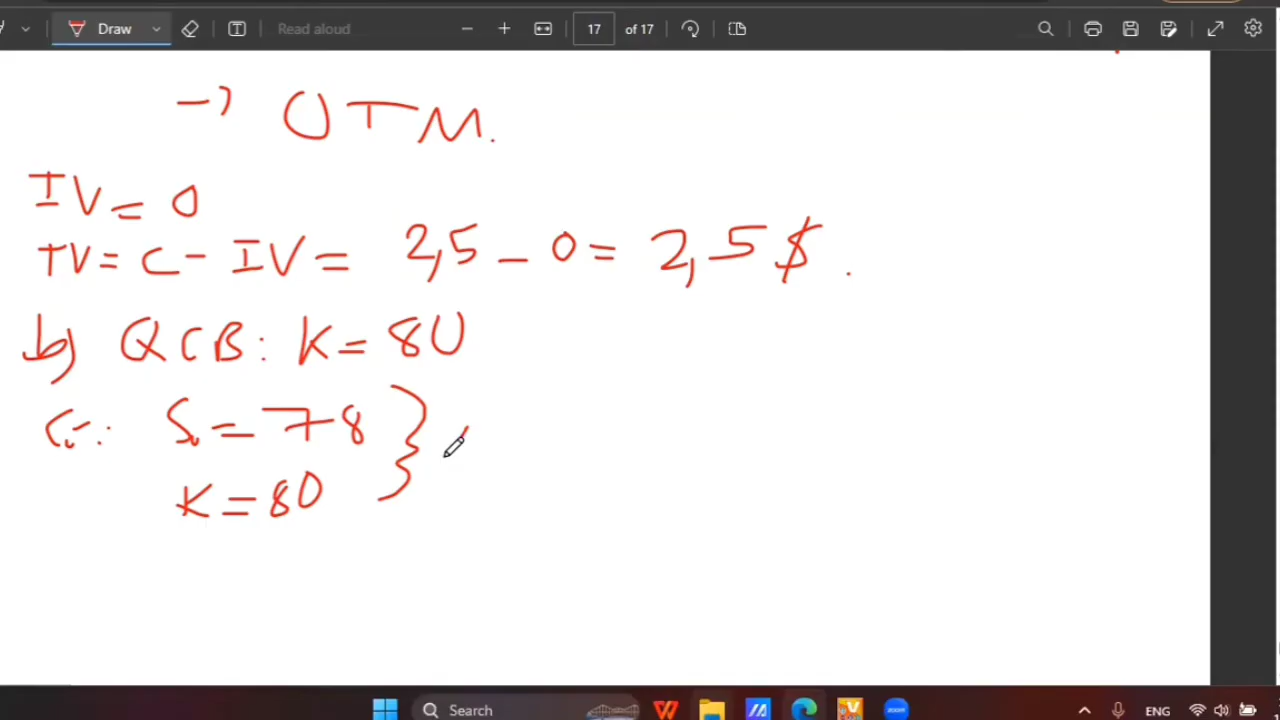 Draw
Read aloud
17 of 17
→ OTM.
IV = 0
TV = C - IV = 2,5 - 0 = 2,5 $.
b) QCB: K = 80
S = 78
K = 80
Search
ENG
zoom